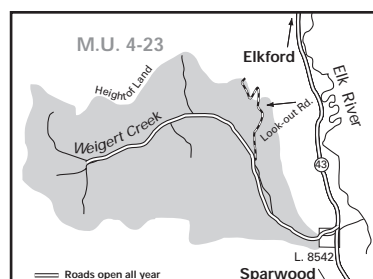 M.U. 4-23
Elkford
Elk River
Height of Land
Look-out Rd.
Weigert Creek
43
L. 8542
Roads open all year
Sparwood